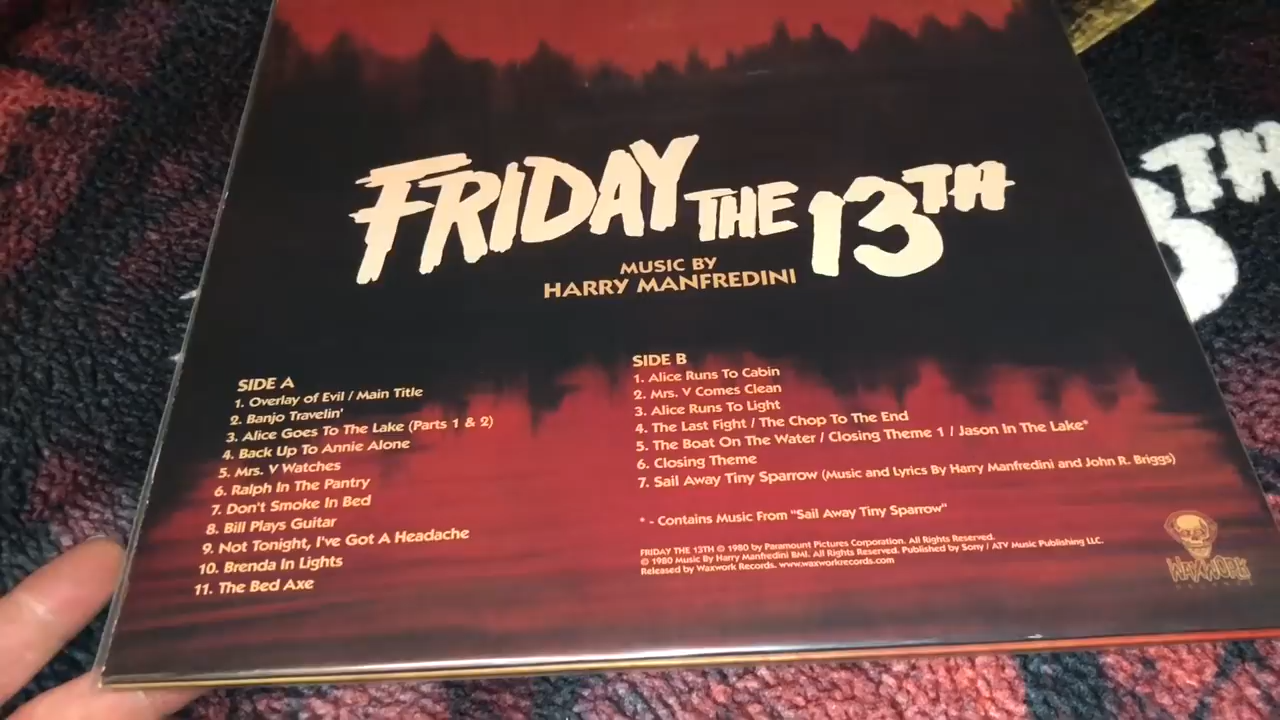 FRIDAY THE 13TH
MUSIC BY
HARRY MANFREDINI
SIDE A
1. Overlay of Evil / Main Title
2. Banjo Travelin'
3. Alice Goes To The Lake (Parts 1 & 2)
4. Back Up To Annie Alone
5. Mrs. V Watches
6. Ralph In The Pantry
7. Don't Smoke In Bed
8. Bill Plays Guitar
9. Not Tonight, I've Got A Headache
10. Brenda In Lights
11. The Bed Axe
SIDE B
1. Alice Runs To Cabin
2. Mrs. V Comes Clean
3. Alice Runs To Light
4. The Last Fight / The Chop To The End
5. The Boat On The Water / Closing Theme 1 / Jason In The Lake*
6. Closing Theme
7. Sail Away Tiny Sparrow (Music and Lyrics By Harry Manfredini and John R. Briggs)
* - Contains Music From "Sail Away Tiny Sparrow"
FRIDAY THE 13TH © 1980 by Paramount Pictures Corporation. All Rights Reserved.
© 1980 Music By Harry Manfredini BMI. All Rights Reserved. Published by Sony / ATV Music Publishing LLC.
Released by Waxwork Records. www.waxworkrecords.com
WAXWORK
RECORDS
3TH